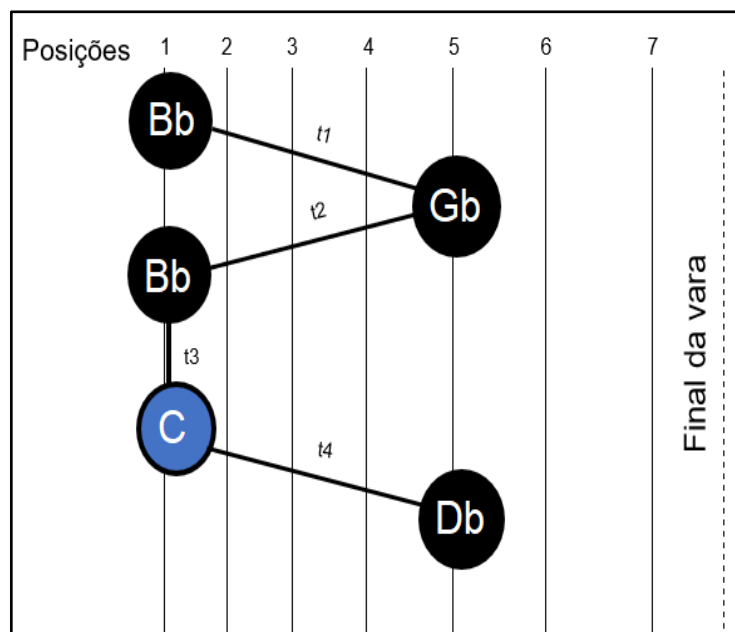 Posições 1 2 3 4 5 6 7
Bb
t1
Gb
t2
Bb
t3
C
t4
Db
Final da vara